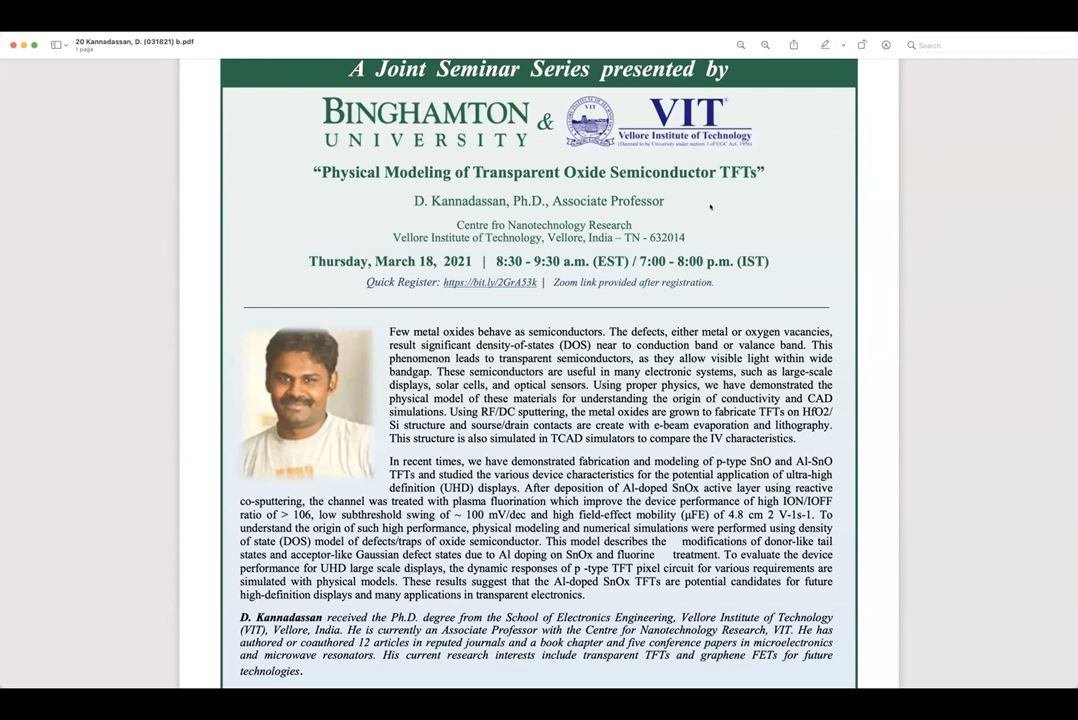 20 Kannadassan, D. (031821) b.pdf
1 page
Search
A Joint Seminar Series presented by
BINGHAMTON
UNIVERSITY
&
VIT
VIT
Vellore Institute of Technology
(Deemed to be University under section 3 of UGC Act, 1956)
“Physical Modeling of Transparent Oxide Semiconductor TFTs”
D. Kannadassan, Ph.D., Associate Professor
Centre fro Nanotechnology Research
Vellore Institute of Technology, Vellore, India – TN - 632014
Thursday, March 18, 2021 | 8:30 - 9:30 a.m. (EST) / 7:00 - 8:00 p.m. (IST)
Quick Register: https://bit.ly/2GrA53k | Zoom link provided after registration.
Few metal oxides behave as semiconductors. The defects, either metal or oxygen vacancies,
result significant density-of-states (DOS) near to conduction band or valance band. This
phenomenon leads to transparent semiconductors, as they allow visible light within wide
bandgap. These semiconductors are useful in many electronic systems, such as large-scale
displays, solar cells, and optical sensors. Using proper physics, we have demonstrated the
physical model of these materials for understanding the origin of conductivity and CAD
simulations. Using RF/DC sputtering, the metal oxides are grown to fabricate TFTs on HfO2/
Si structure and sourse/drain contacts are create with e-beam evaporation and lithography.
This structure is also simulated in TCAD simulators to compare the IV characteristics.
In recent times, we have demonstrated fabrication and modeling of p-type SnO and Al-SnO
TFTs and studied the various device characteristics for the potential application of ultra-high
definition (UHD) displays. After deposition of Al-doped SnOx active layer using reactive
co-sputtering, the channel was treated with plasma fluorination which improve the device performance of high ION/IOFF
ratio of > 106, low subthreshold swing of ~ 100 mV/dec and high field-effect mobility (μFE) of 4.8 cm 2 V-1s-1. To
understand the origin of such high performance, physical modeling and numerical simulations were performed using density
of state (DOS) model of defects/traps of oxide semiconductor. This model describes the modifications of donor-like tail
states and acceptor-like Gaussian defect states due to Al doping on SnOx and fluorine treatment. To evaluate the device
performance for UHD large scale displays, the dynamic responses of p -type TFT pixel circuit for various requirements are
simulated with physical models. These results suggest that the Al-doped SnOx TFTs are potential candidates for future
high-definition displays and many applications in transparent electronics.
D. Kannadassan received the Ph.D. degree from the School of Electronics Engineering, Vellore Institute of Technology
(VIT), Vellore, India. He is currently an Associate Professor with the Centre for Nanotechnology Research, VIT. He has
authored or coauthored 12 articles in reputed journals and a book chapter and five conference papers in microelectronics
and microwave resonators. His current research interests include transparent TFTs and graphene FETs for future
technologies.